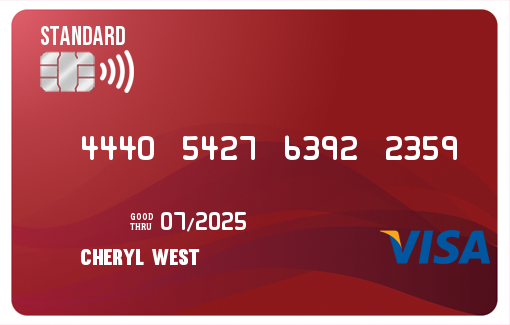 STANDARD
4440 5427 6392 2359
GOOD THRU 07/2025
CHERYL WEST
VISA